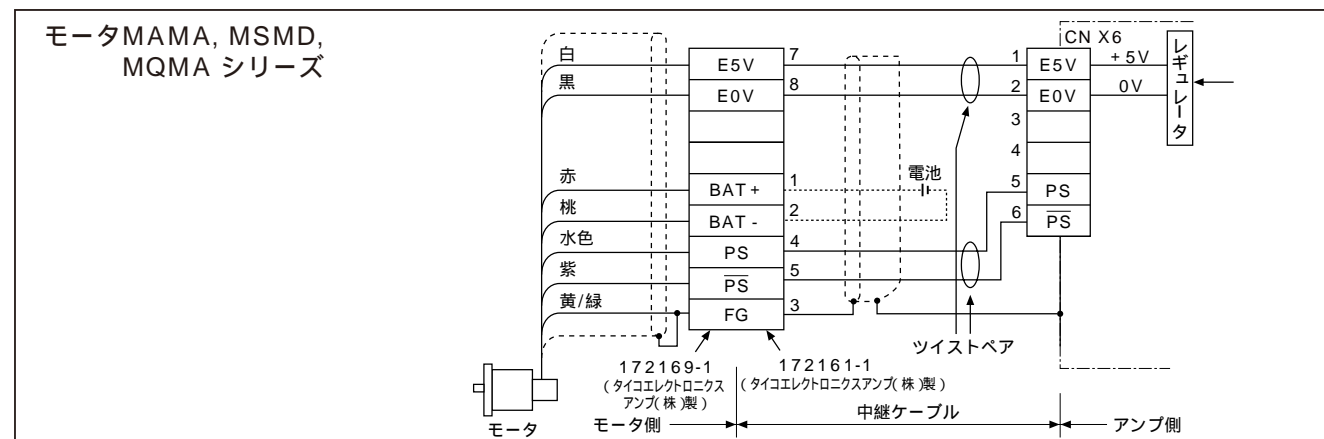 モータMAMA, MSMD,
MQMA シリーズ
CN X6
白
E5V
7
1
E5V
+5V
レギュレータ
黒
E0V
8
2
E0V
0V
3
4
赤
BAT+
1
電池
5
PS
桃
BAT-
2
6
PS
水色
PS
4
紫
PS
5
黄/緑
FG
3
ツイストペア
172169-1
(タイコエレクトロニクス
アンプ(株)製)
172161-1
(タイコエレクトロニクスアンプ(株)製)
モータ
モータ側
中継ケーブル
アンプ側